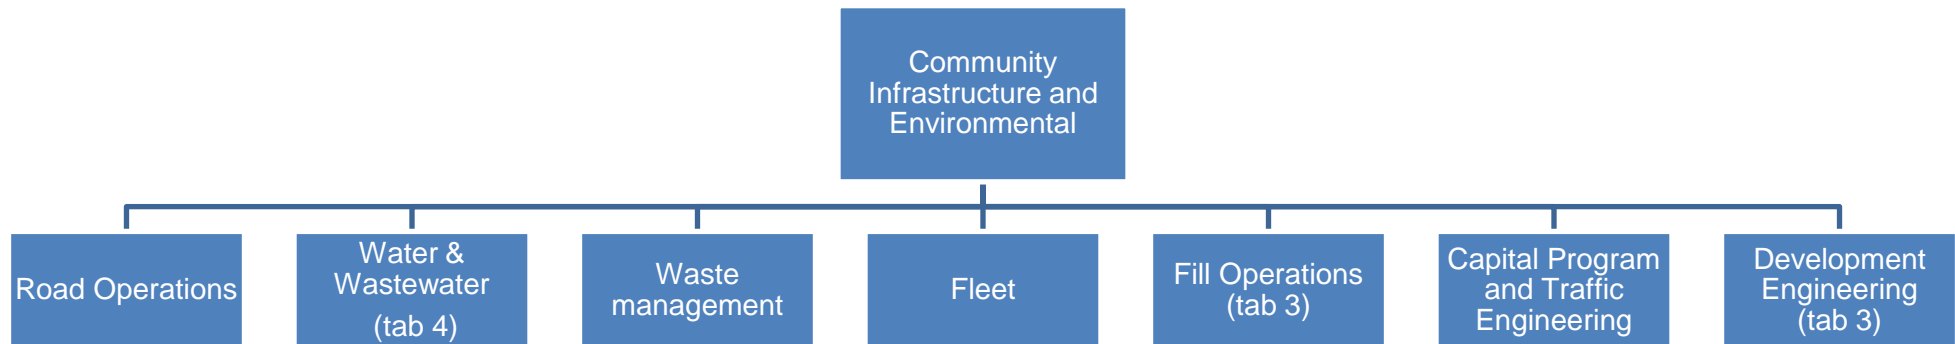 Community
Infrastructure and
Environmental
Road Operations
Water &
Wastewater
(tab 4)
Waste
management
Fleet
Fill Operations
(tab 3)
Capital Program
and Traffic
Engineering
Development
Engineering
(tab 3)